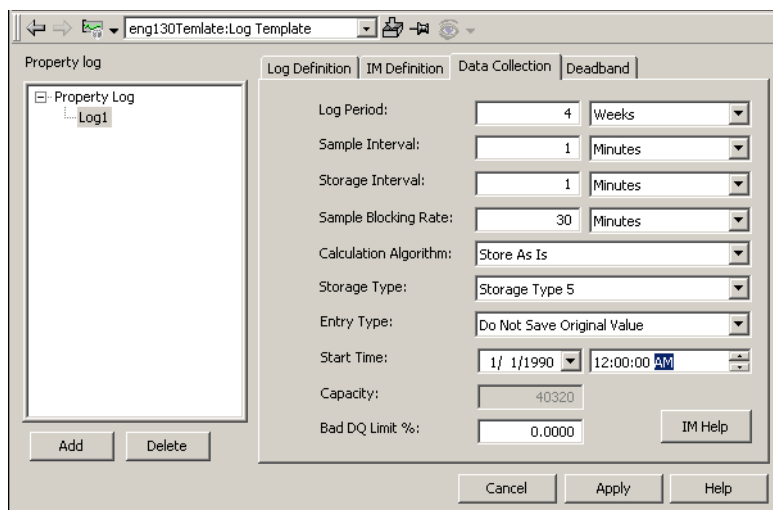 eng130Temlate:Log Template
Property log
Property Log
Log1
Add
Delete
Log Definition
IM Definition
Data Collection
Deadband
Log Period: 4 Weeks
Sample Interval: 1 Minutes
Storage Interval: 1 Minutes
Sample Blocking Rate: 30 Minutes
Calculation Algorithm: Store As Is
Storage Type: Storage Type 5
Entry Type: Do Not Save Original Value
Start Time: 1/ 1/1990 12:00:00 AM
Capacity: 40320
Bad DQ Limit %: 0.0000
IM Help
Cancel
Apply
Help